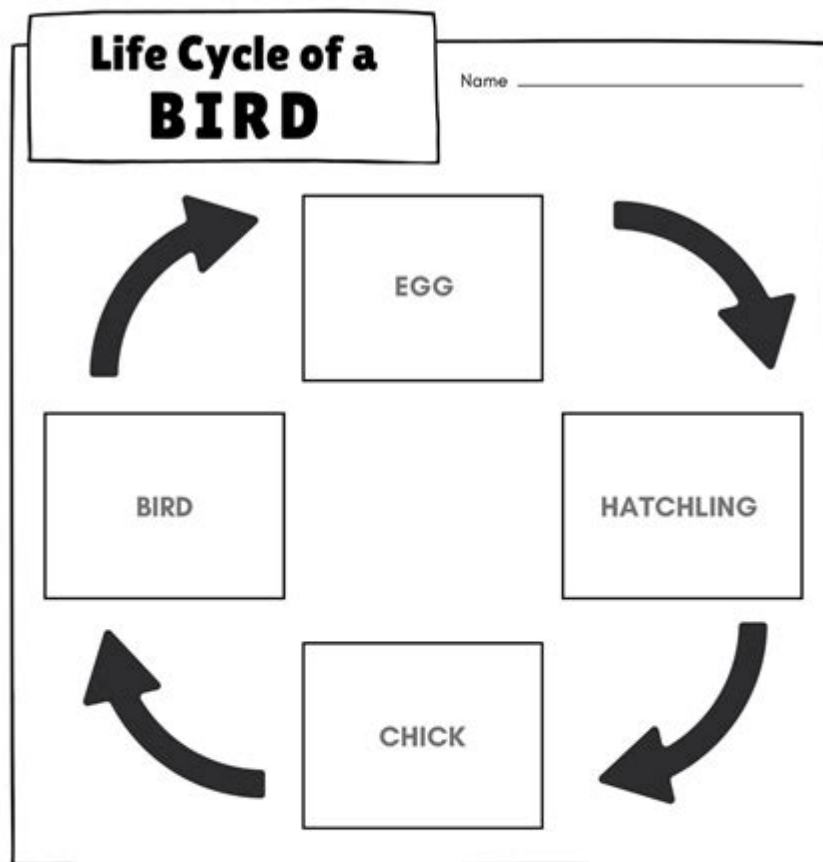 Life Cycle of a
BIRD
Name
EGG
BIRD
HATCHLING
CHICK